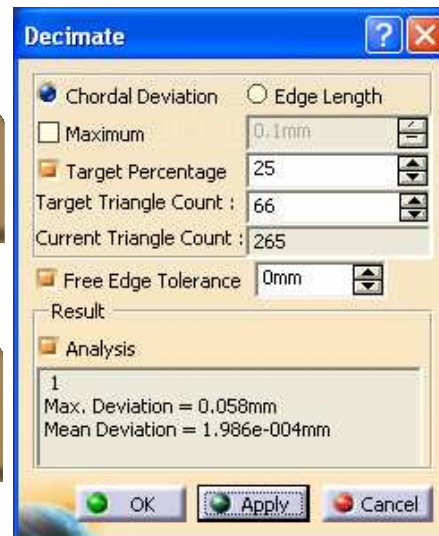 Decimate
Chordal Deviation Edge Length
Maximum 0.1mm
Target Percentage 25
Target Triangle Count : 66
Current Triangle Count : 265
Free Edge Tolerance 0mm
Result
Analysis
1
Max. Deviation = 0.058mm
Mean Deviation = 1.986e-004mm
OK Apply Cancel